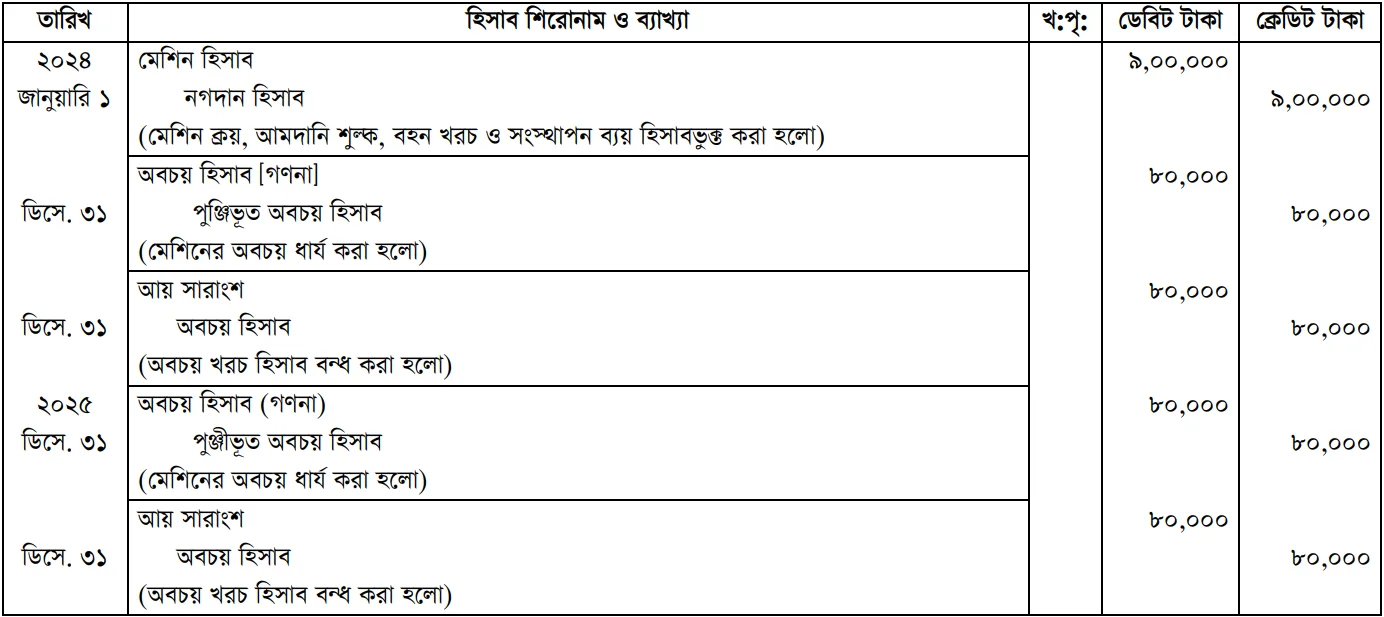 তারিখ হিসাব শিরোনাম ও ব্যাখ্যা খ:পৃ: ডেবিট টাকা ক্রেডিট টাকা
২০২৪ মেশিন হিসাব ৯,০০,০০০
জানুয়ারি ১ নগদান হিসাব ৯,০০,০০০
(মেশিন ক্রয়, আমদানি শুল্ক, বহন খরচ ও সংস্থাপন ব্যয় হিসাবভুক্ত করা হলো)
অবচয় হিসাব [গণনা] ৮০,০০০
ডিসে. ৩১ পুঞ্জিভূত অবচয় হিসাব ৮০,০০০
(মেশিনের অবচয় ধার্য করা হলো)
আয় সারাংশ ৮০,০০০
ডিসে. ৩১ অবচয় হিসাব ৮০,০০০
(অবচয় খরচ হিসাব বন্ধ করা হলো)
২০২৫ অবচয় হিসাব (গণনা) ৮০,০০০
ডিসে. ৩১ পুঞ্জীভূত অবচয় হিসাব ৮০,০০০
(মেশিনের অবচয় ধার্য করা হলো)
আয় সারাংশ ৮০,০০০
ডিসে. ৩১ অবচয় হিসাব ৮০,০০০
(অবচয় খরচ হিসাব বন্ধ করা হলো)